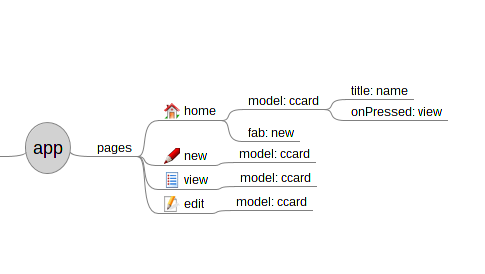 app
pages
home
model: ccard
title: name
onPressed: view
fab: new
new
model: ccard
view
model: ccard
edit
model: ccard